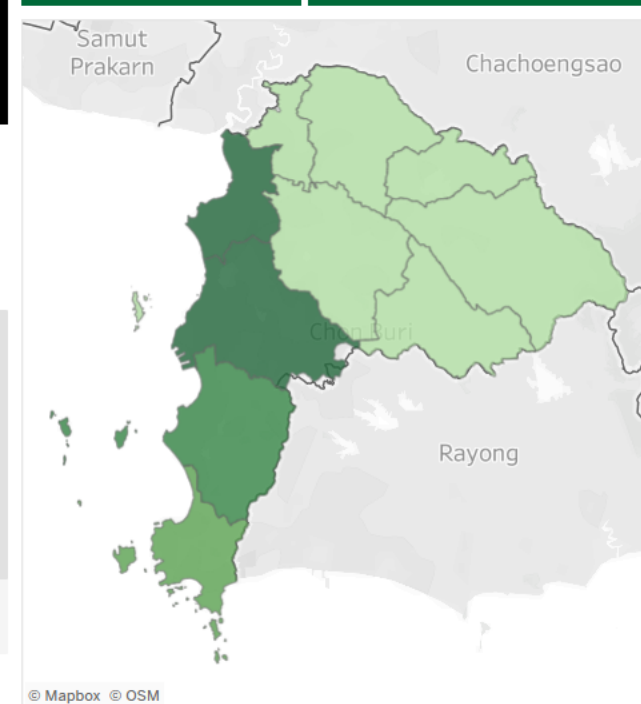 Samut
Prakarn
Chachoengsao
Chon Buri
Rayong
© Mapbox © OSM